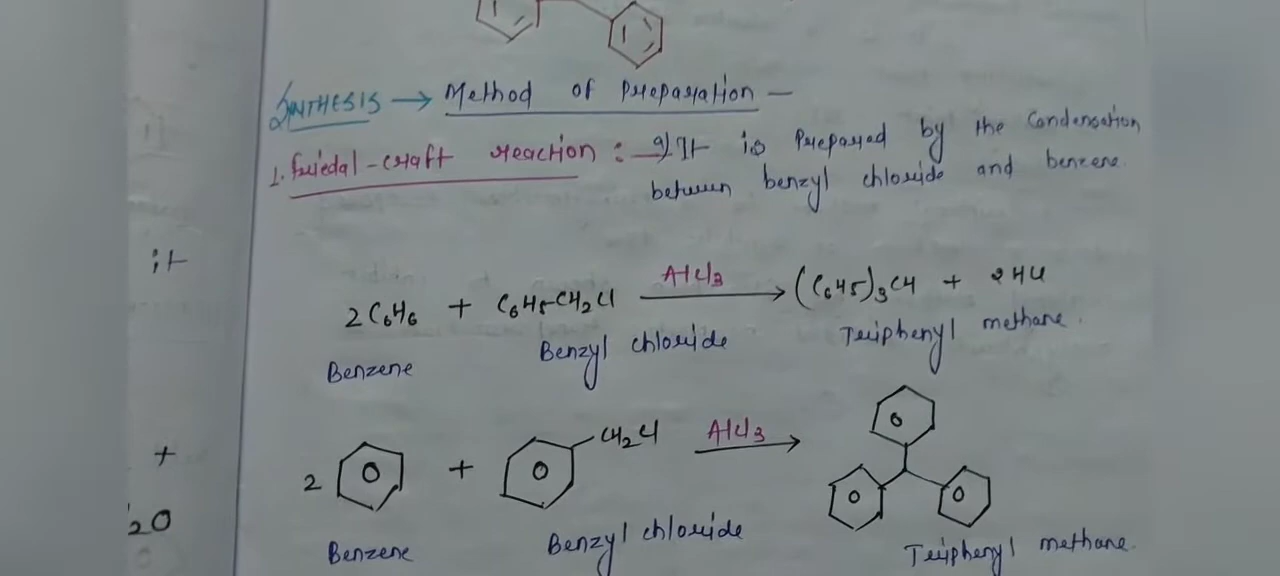 SYNTHESIS → Method of Preparation —
1. Friedal-craft reaction : → It is Prepared by the Condensation
between benzyl chloride and benzene.
it
2C6H6 + C6H5-CH2Cl AlCl3 → (C6H5)3CH + 2HCl
Benzene Benzyl chloride Triphenyl methane.
2 + CH2Cl AlCl3 →
+
2O
Benzene Benzyl chloride Triphenyl methane.